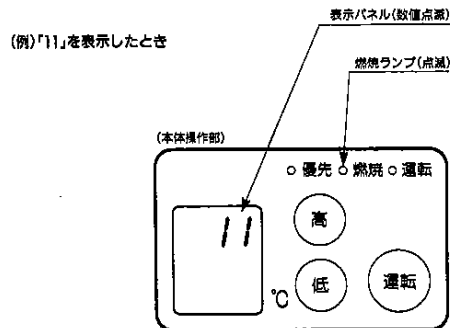 表示パネル(数値点滅)
(例)「11」を表示したとき
燃焼ランプ(点滅)
(本体操作部)
○ 優先 ○ 燃焼 ○ 運転
11
高
℃
低
運転